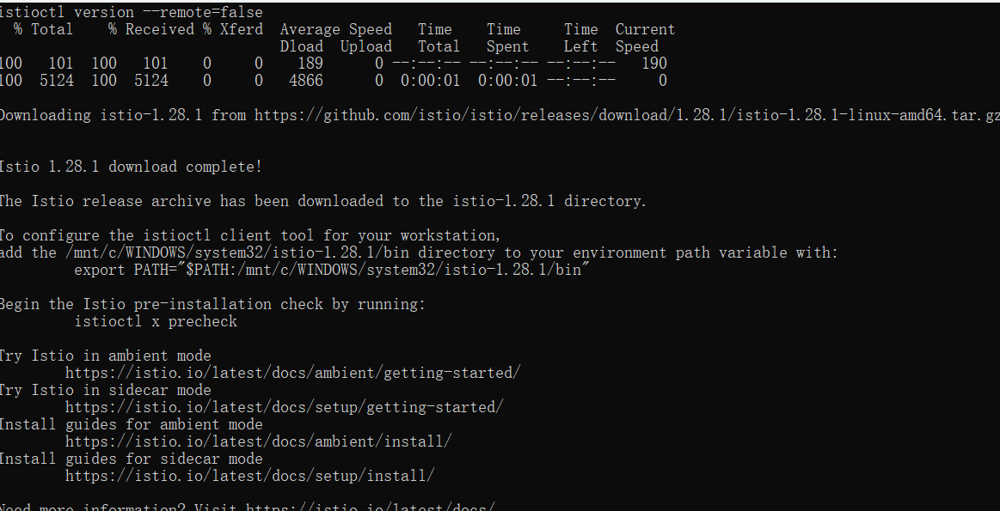 istioctl version --remote=false
% Total % Received % Xferd Average Speed Time Time Time Current
Dload Upload Total Spent Left Speed
100 101 100 101 0 0 189 0 --:--:-- --:--:-- --:--:-- 190
100 5124 100 5124 0 0 4866 0 0:00:01 0:00:01 --:--:-- 0
Downloading istio-1.28.1 from https://github.com/istio/istio/releases/download/1.28.1/istio-1.28.1-linux-amd64.tar.gz
Istio 1.28.1 download complete!
The Istio release archive has been downloaded to the istio-1.28.1 directory.
To configure the istioctl client tool for your workstation,
add the /mnt/c/WINDOWS/system32/istio-1.28.1/bin directory to your environment path variable with:
export PATH="$PATH:/mnt/c/WINDOWS/system32/istio-1.28.1/bin"
Begin the Istio pre-installation check by running:
istioctl x precheck
Try Istio in ambient mode
https://istio.io/latest/docs/ambient/getting-started/
Try Istio in sidecar mode
https://istio.io/latest/docs/setup/getting-started/
Install guides for ambient mode
https://istio.io/latest/docs/ambient/install/
Install guides for sidecar mode
https://istio.io/latest/docs/setup/install/
Need more information? Visit https://istio.io/latest/docs/